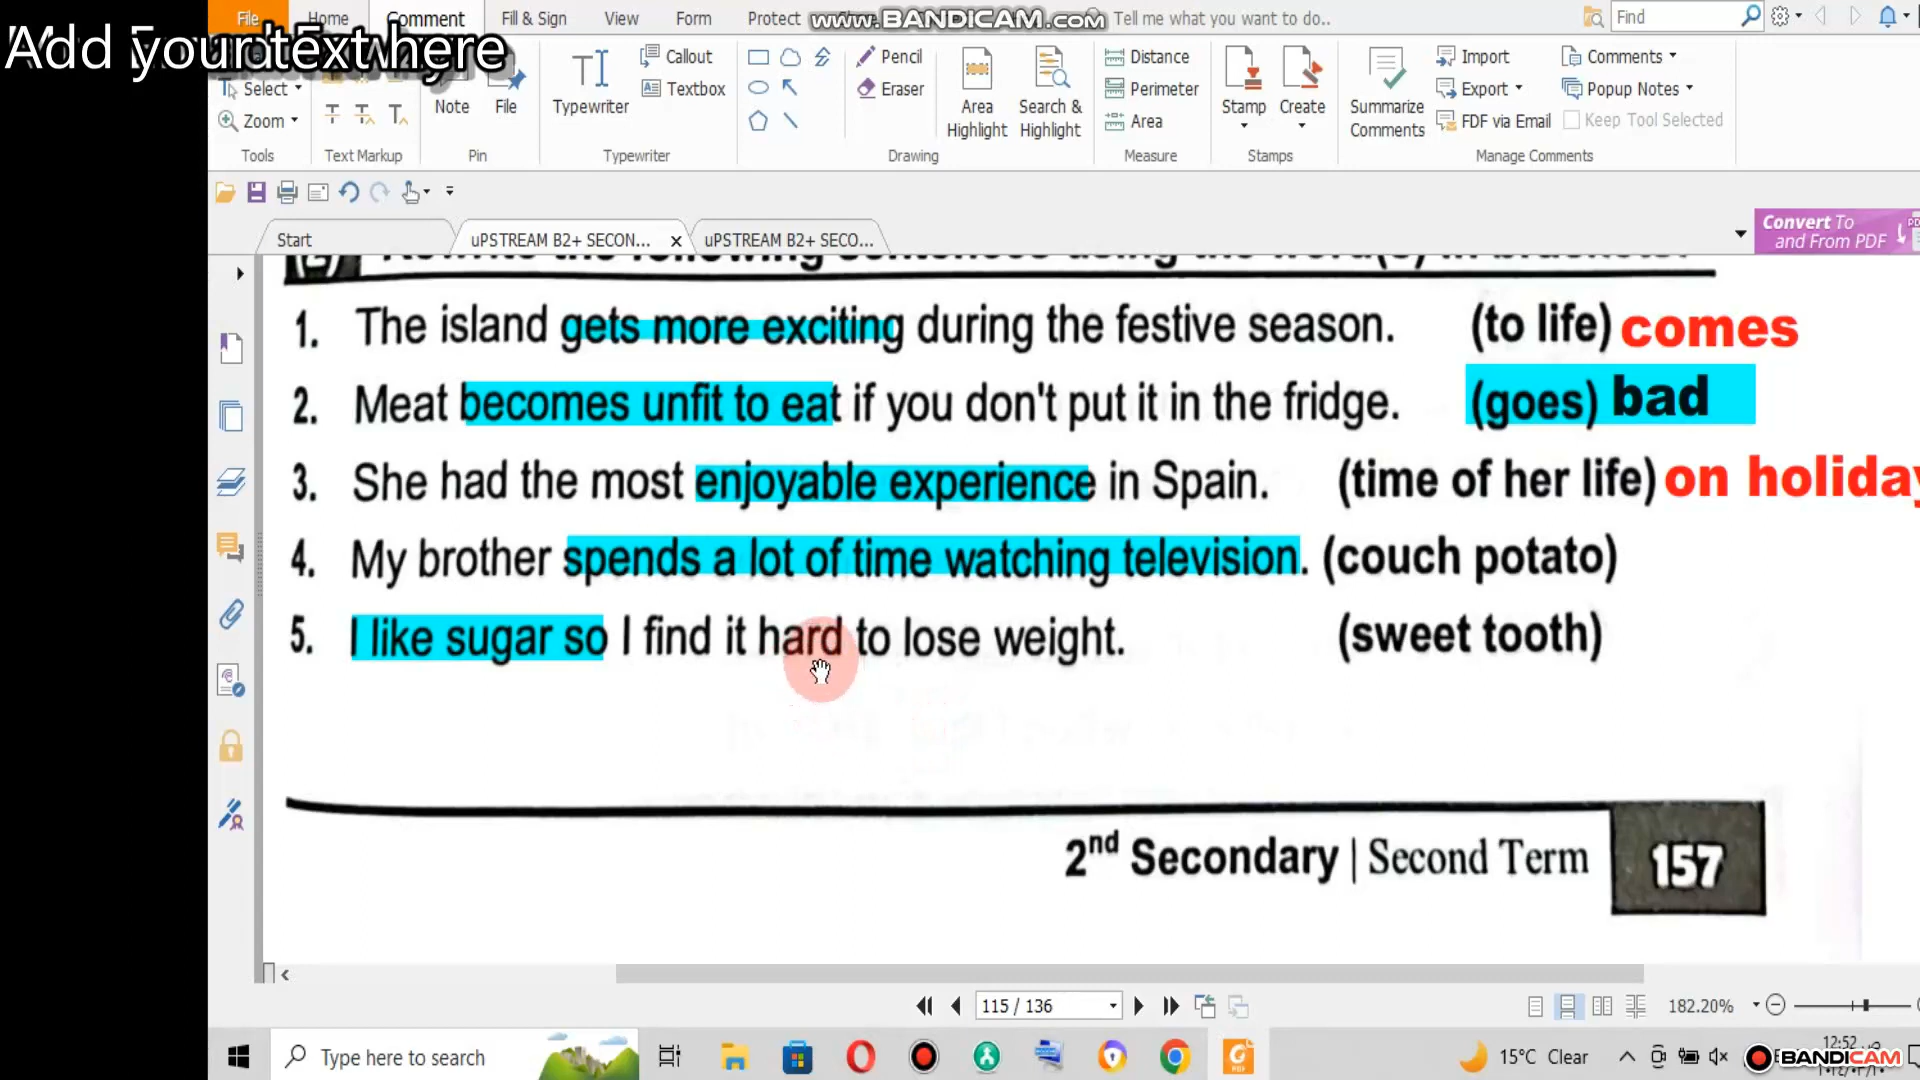 File Home Comment Fill & Sign View Form Protect www.BANDICAM.com Tell me what you want to do.. Find
Add your text here
Select
Zoom
Tools
Text Markup
Note
File
Pin
Typewriter
Callout
Textbox
Typewriter
Pencil
Eraser
Drawing
Area Highlight
Search & Highlight
Distance
Perimeter
Area
Measure
Stamp
Create
Stamps
Summarize Comments
Import
Export
FDF via Email
Comments
Popup Notes
Keep Tool Selected
Manage Comments
Start
uPSTREAM B2+ SECON...
uPSTREAM B2+ SECO...
Convert To
and From PDF
1. The island gets more exciting during the festive season. (to life) comes
2. Meat becomes unfit to eat if you don't put it in the fridge. (goes) bad
3. She had the most enjoyable experience in Spain. (time of her life) on holiday
4. My brother spends a lot of time watching television. (couch potato)
5. I like sugar so I find it hard to lose weight. (sweet tooth)
2nd Secondary | Second Term 157
115 / 136
182.20%
Type here to search
15°C Clear
12:52
BANDICAM